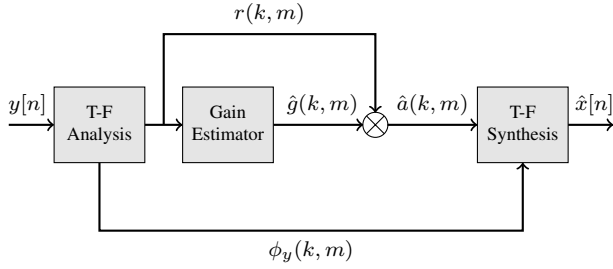 r(k, m)
y[n]
T-F
Analysis
Gain
Estimator
ĝ(k, m)
â(k, m)
T-F
Synthesis
x̂[n]
ϕ_y(k, m)